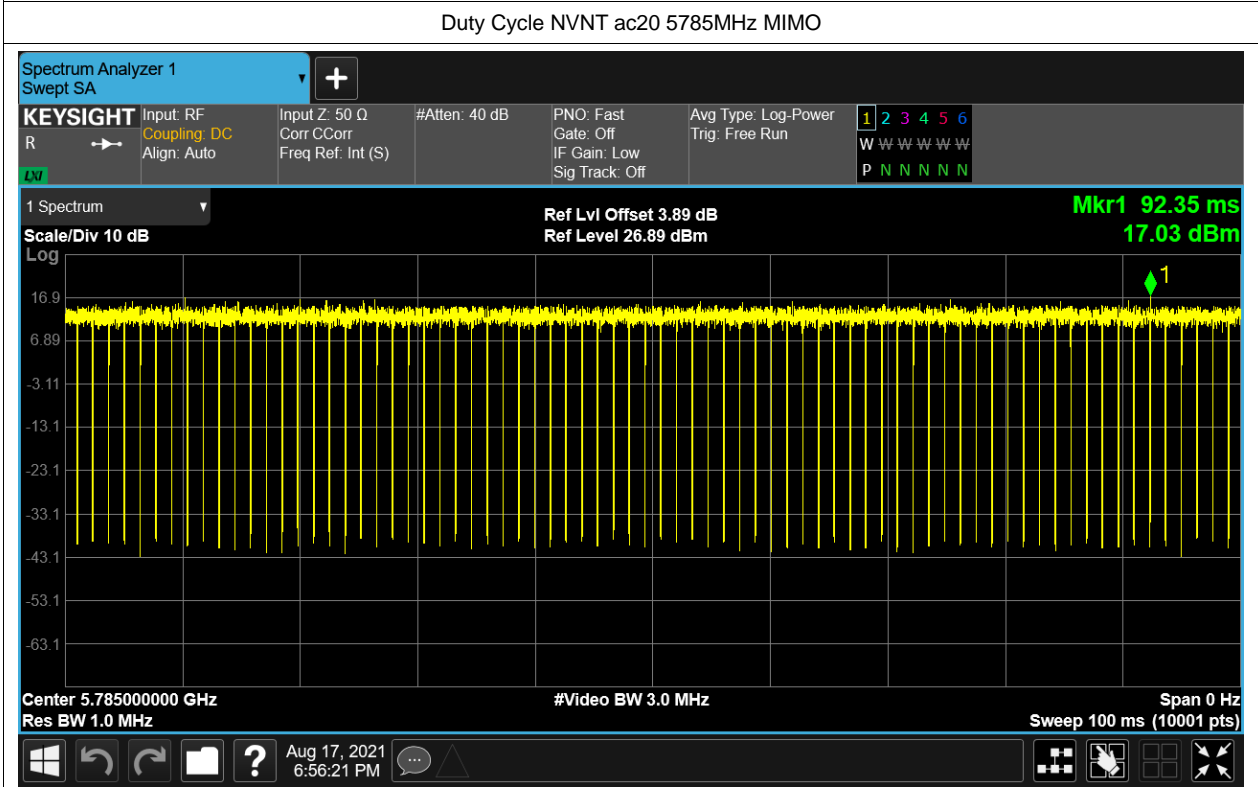 Duty Cycle NVNT ac20 5785MHz MIMO
Spectrum Analyzer 1
Swept SA
KEYSIGHT Input: RF Input Z: 50 Ω #Atten: 40 dB PNO: Fast Avg Type: Log-Power 1 2 3 4 5 6
R Coupling: DC Corr CCorr Gate: Off Trig: Free Run W W W W W W
Align: Auto Freq Ref: Int (S) IF Gain: Low P N N N N N
LXI Sig Track: Off
1 Spectrum Ref Lvl Offset 3.89 dB Mkr1 92.35 ms
Scale/Div 10 dB Ref Level 26.89 dBm 17.03 dBm
Log
1
16.9
6.89
-3.11
-13.1
-23.1
-33.1
-43.1
-53.1
-63.1
Center 5.785000000 GHz #Video BW 3.0 MHz Span 0 Hz
Res BW 1.0 MHz Sweep 100 ms (10001 pts)
? Aug 17, 2021
6:56:21 PM